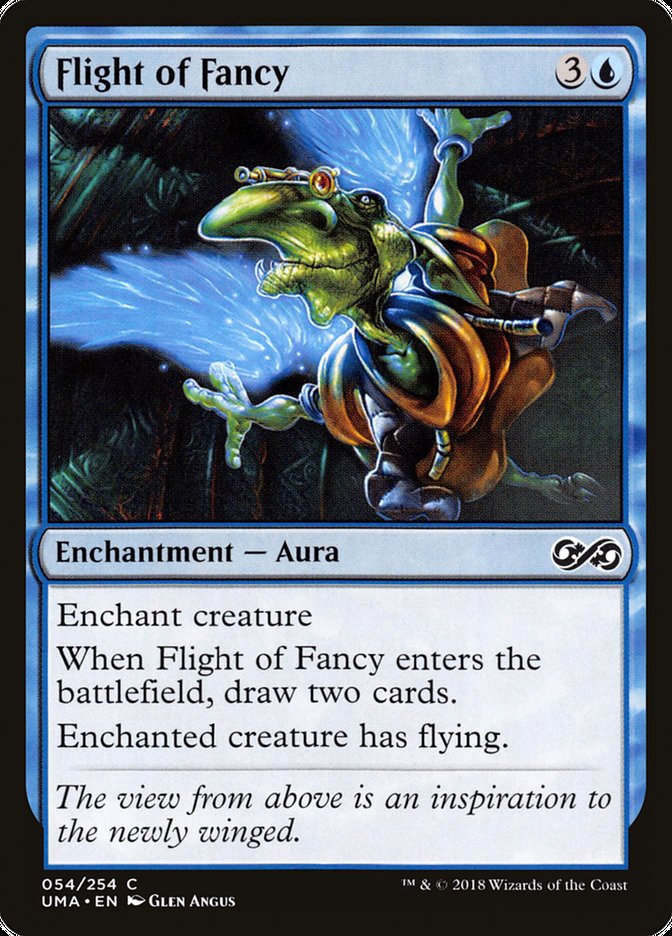 Flight of Fancy 3
Enchantment — Aura
Enchant creature
When Flight of Fancy enters the
battlefield, draw two cards.
Enchanted creature has flying.
The view from above is an inspiration to
the newly winged.
054/254 C
™ & © 2018 Wizards of the Coast
UMA • EN Glen Angus